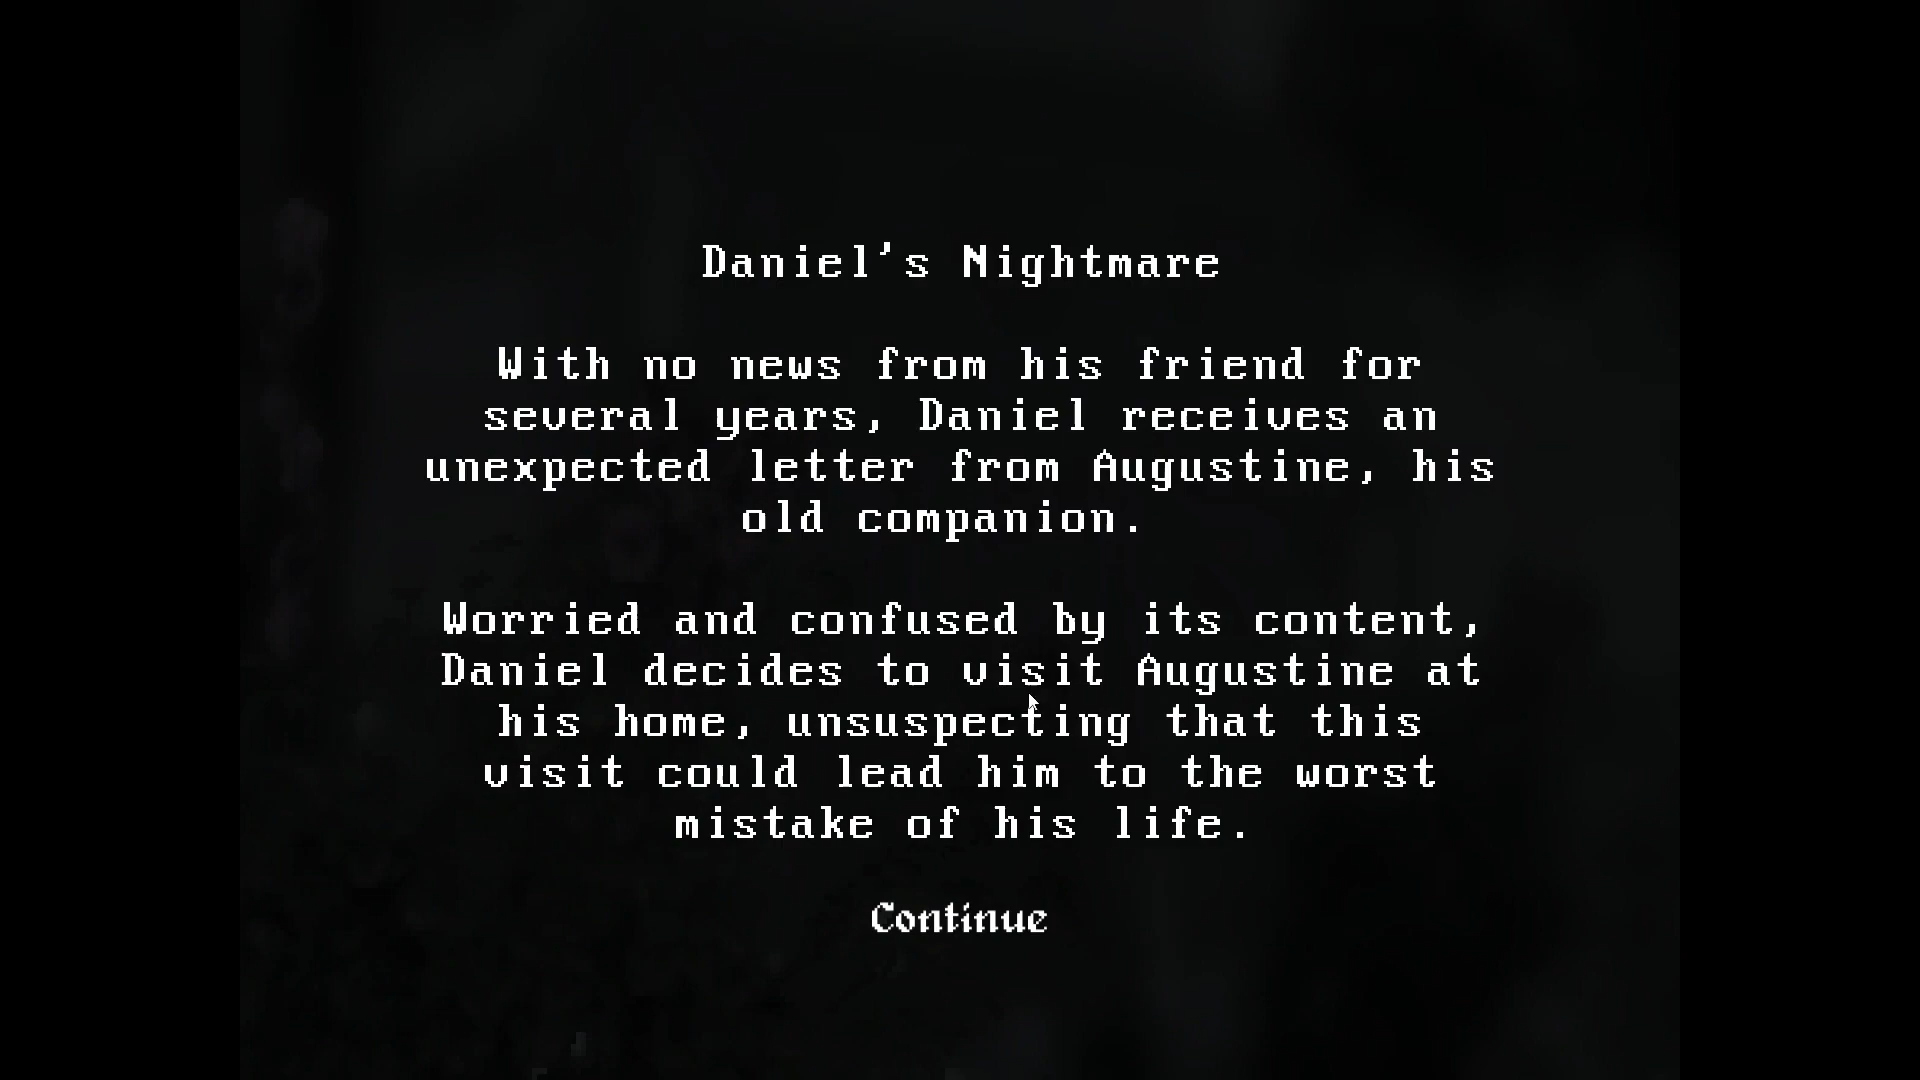 Daniel's Nightmare
With no news from his friend for
several years, Daniel receives an
unexpected letter from Augustine, his
old companion.
Worried and confused by its content,
Daniel decides to visit Augustine at
his home, unsuspecting that this
visit could lead him to the worst
mistake of his life.
Continue